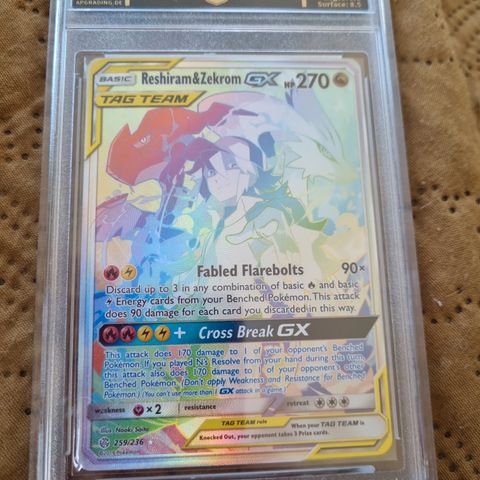 APGRADING.DE
Surface: 8.5
BASIC Reshiram&Zekrom GX HP 270
TAG TEAM
Fabled Flarebolts 90×
Discard up to 3 in any combination of basic and basic
Energy cards from your Benched Pokémon. This attack
does 90 damage for each card you discarded in this way.
+ Cross Break GX
This attack does 170 damage to 1 of your opponent's Benched
Pokémon. If you played N's Resolve from your hand during this turn,
this attack also does 170 damage to 1 of your opponent's other
Benched Pokémon. (Don't apply Weakness and Resistance for Benched
Pokémon.) (You can't use more than 1 GX attack in a game.)
weakness × 2 resistance retreat
TAG TEAM rule When your TAG TEAM is
Knocked Out, your opponent takes 3 Prize cards.
Illus. Naoki Saito
259/236